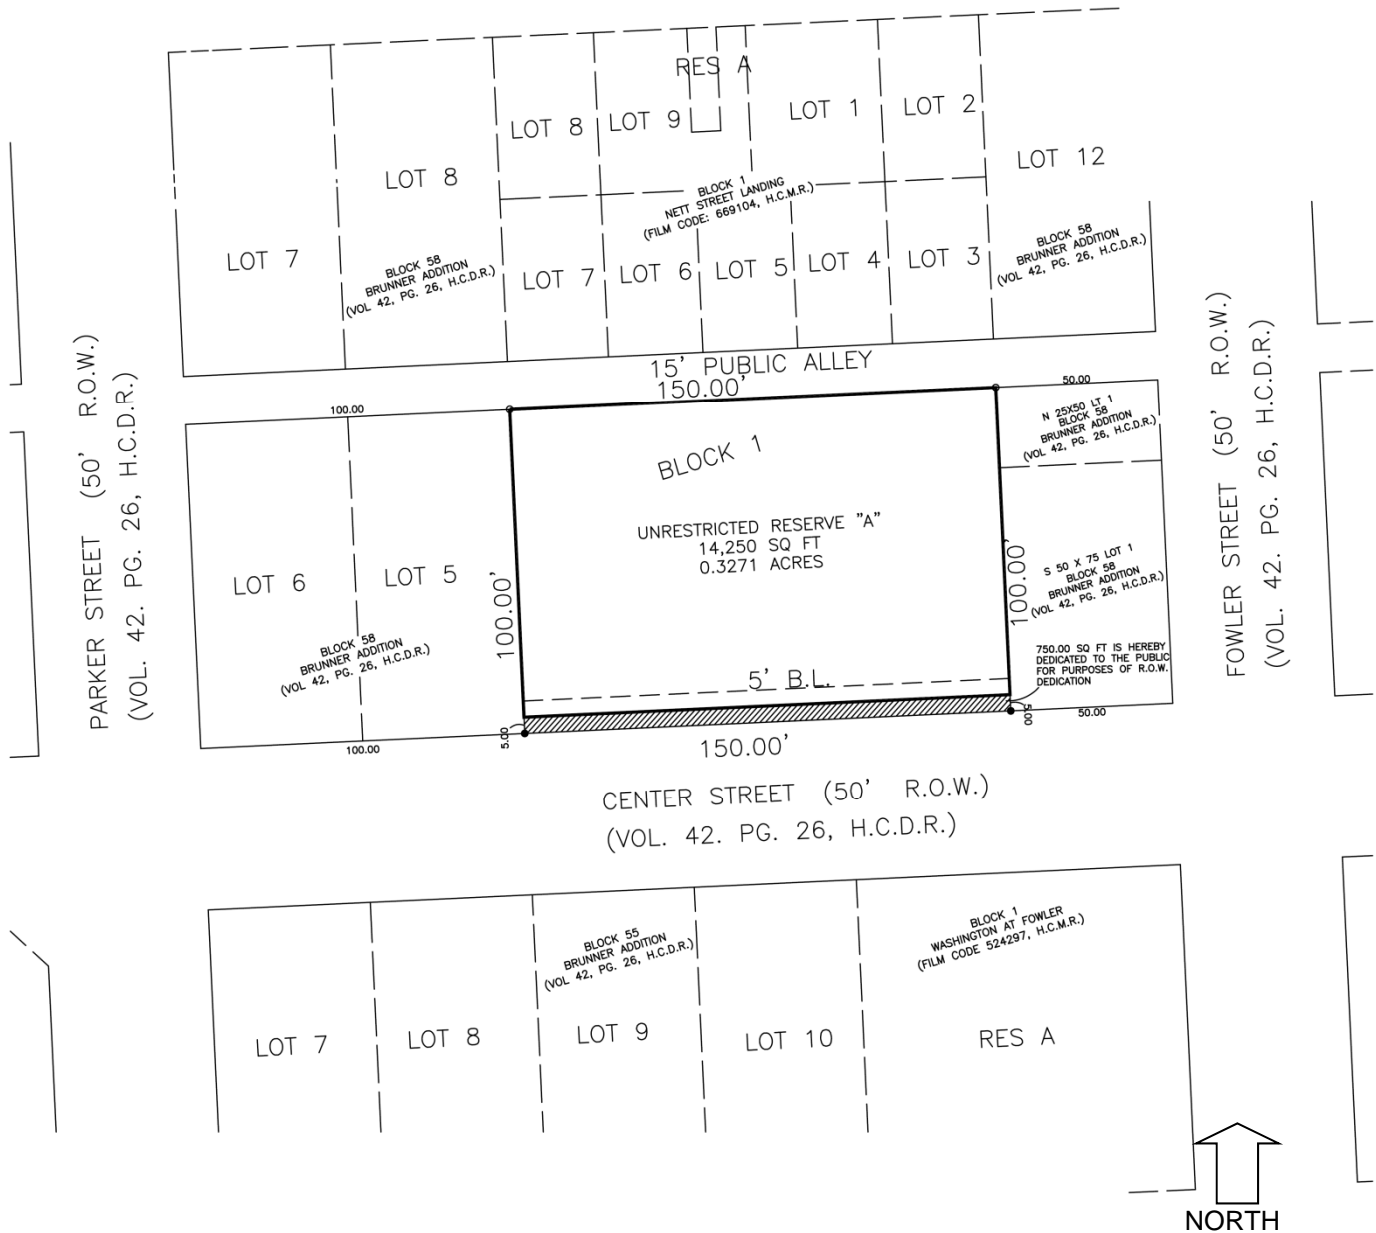 RES A
LOT 8
LOT 9
LOT 1
LOT 2
LOT 12
LOT 8
LOT 7
BLOCK 1
NETT STREET LANDING
(FILM CODE: 669104, H.C.M.R.)
BLOCK 58
BRUNNER ADDITION
(VOL 42, PG. 26, H.C.D.R.)
BLOCK 58
BRUNNER ADDITION
(VOL 42, PG. 26, H.C.D.R.)
LOT 7
LOT 6
LOT 5
LOT 4
LOT 3
15' PUBLIC ALLEY
150.00'
100.00
50.00
PARKER STREET (50' R.O.W.)
(VOL. 42. PG. 26, H.C.D.R.)
FOWLER STREET (50' R.O.W.)
(VOL. 42. PG. 26, H.C.D.R.)
N 25X50 LT 1
BLOCK 58
BRUNNER ADDITION
(VOL 42, PG. 26, H.C.D.R.)
BLOCK 1
UNRESTRICTED RESERVE "A"
14,250 SQ FT
0.3271 ACRES
LOT 6
LOT 5
100.00'
100.00'
S 50 X 75 LOT 1
BLOCK 58
BRUNNER ADDITION
(VOL 42, PG. 26, H.C.D.R.)
BLOCK 58
BRUNNER ADDITION
(VOL 42, PG. 26, H.C.D.R.)
750.00 SQ FT IS HEREBY
DEDICATED TO THE PUBLIC
FOR PURPOSES OF R.O.W.
DEDICATION
5' B.L.
5.00
5.00
50.00
100.00
150.00'
CENTER STREET (50' R.O.W.)
(VOL. 42. PG. 26, H.C.D.R.)
BLOCK 55
BRUNNER ADDITION
(VOL 42, PG. 26, H.C.D.R.)
BLOCK 1
WASHINGTON AT FOWLER
(FILM CODE 524297, H.C.M.R.)
LOT 7
LOT 8
LOT 9
LOT 10
RES A
NORTH